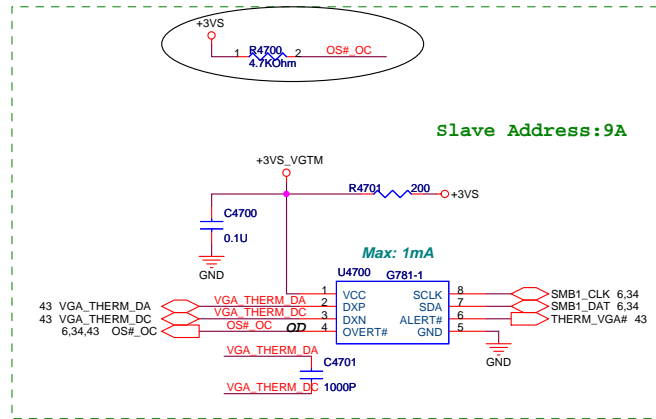 +3VS
1 R4700 2 OS#_OC
4.7KOhm
Slave Address:9A
+3VS_VGTM
R4701 200 +3VS
C4700
0.1U
GND
Max: 1mA
U4700 G781-1
1 VCC SCLK 8 SMB1_CLK 6,34
43 VGA_THERM_DA VGA_THERM_DA 2 DXP SDA 7 SMB1_DAT 6,34
43 VGA_THERM_DC VGA_THERM_DC 3 DXN ALERT# 6 THERM_VGA# 43
6,34,43 OS#_OC OS#_OC OD 4 OVERT# GND 5
GND
VGA_THERM_DA
C4701
VGA_THERM_DC 1000P